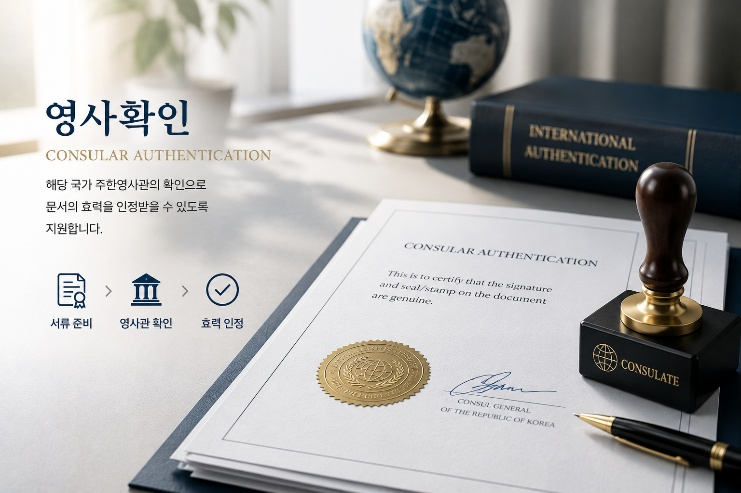 영사확인
CONSULAR AUTHENTICATION
해당 국가 주한영사관의 확인으로
문서의 효력을 인정받을 수 있도록
지원합니다.
서류 준비
영사관 확인
효력 인정
INTERNATIONAL
AUTHENTICATION
CONSULAR AUTHENTICATION
This is to certify that the signature
and seal/stamp on the document
are genuine.
CONSUL GENERAL
OF THE REPUBLIC OF KOREA
CONSULATE